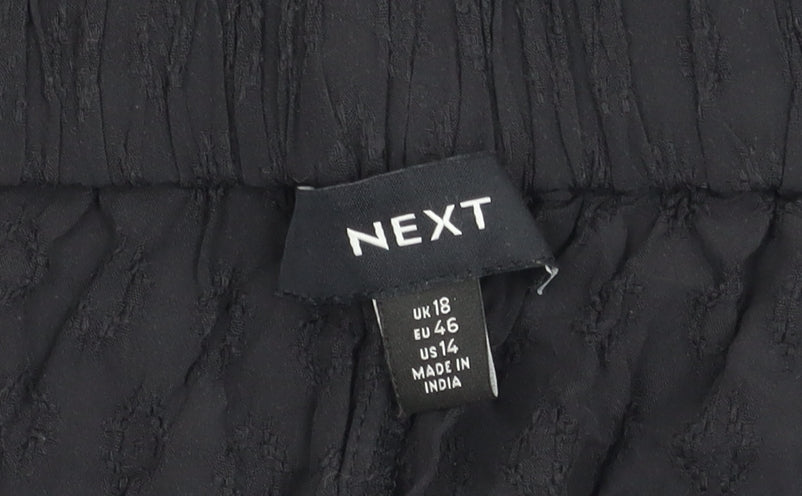 NEXT
UK 18
EU 46
US 14
MADE IN
INDIA